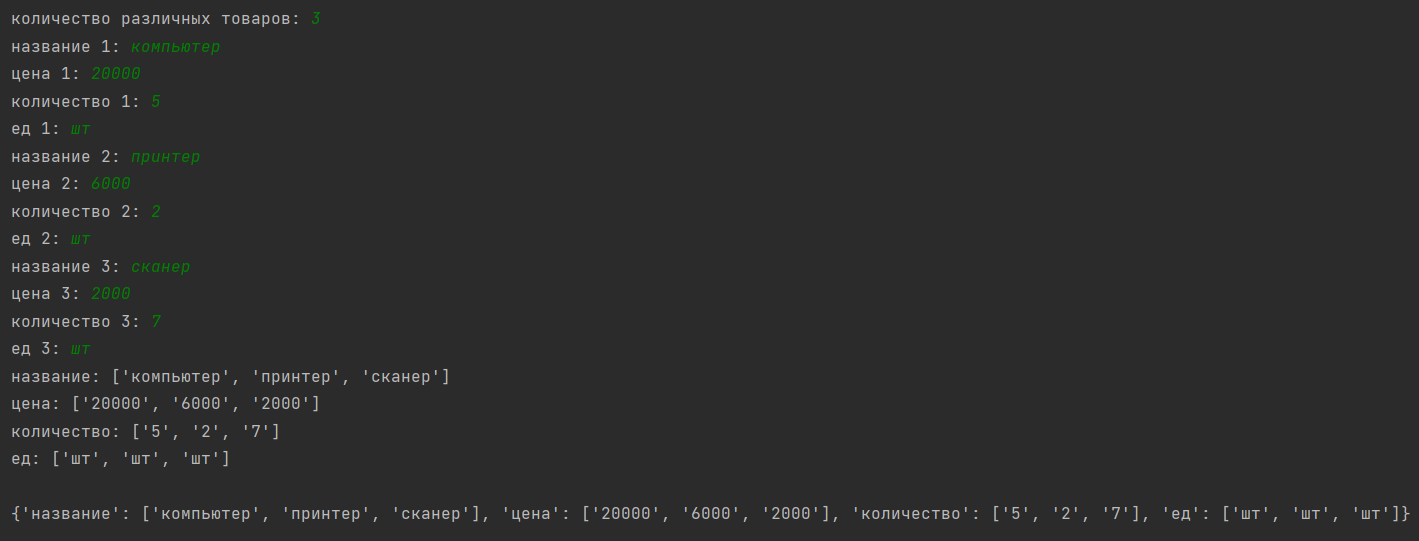 количество различных товаров: 3
название 1: компьютер
цена 1: 20000
количество 1: 5
ед 1: шт
название 2: принтер
цена 2: 6000
количество 2: 2
ед 2: шт
название 3: сканер
цена 3: 2000
количество 3: 7
ед 3: шт
название: ['компьютер', 'принтер', 'сканер']
цена: ['20000', '6000', '2000']
количество: ['5', '2', '7']
ед: ['шт', 'шт', 'шт']
{'название': ['компьютер', 'принтер', 'сканер'], 'цена': ['20000', '6000', '2000'], 'количество': ['5', '2', '7'], 'ед': ['шт', 'шт', 'шт']}